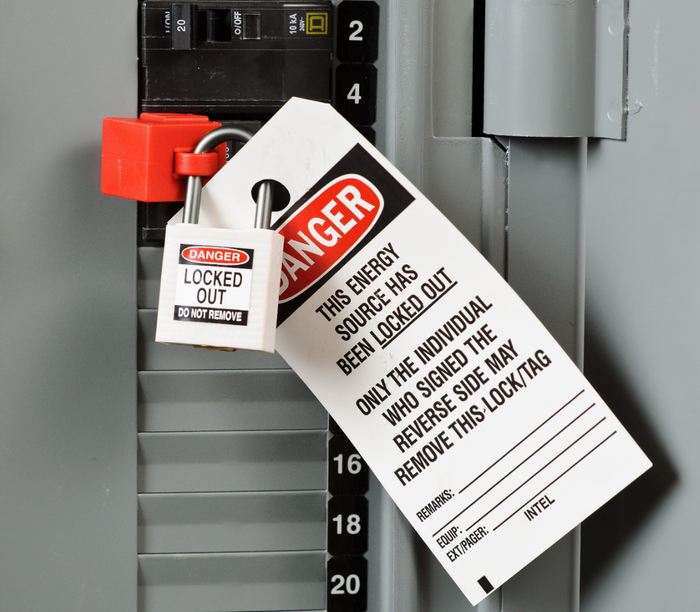 20
ON/OFF
10 kA
240V~
2
4
DANGER
LOCKED
OUT
DO NOT REMOVE
DANGER
THIS ENERGY
SOURCE HAS
BEEN LOCKED OUT
ONLY THE INDIVIDUAL
WHO SIGNED THE
REVERSE SIDE MAY
REMOVE THIS LOCK/TAG
REMARKS:
EQUIP:
EXT/PAGER:
INTEL
16
18
20